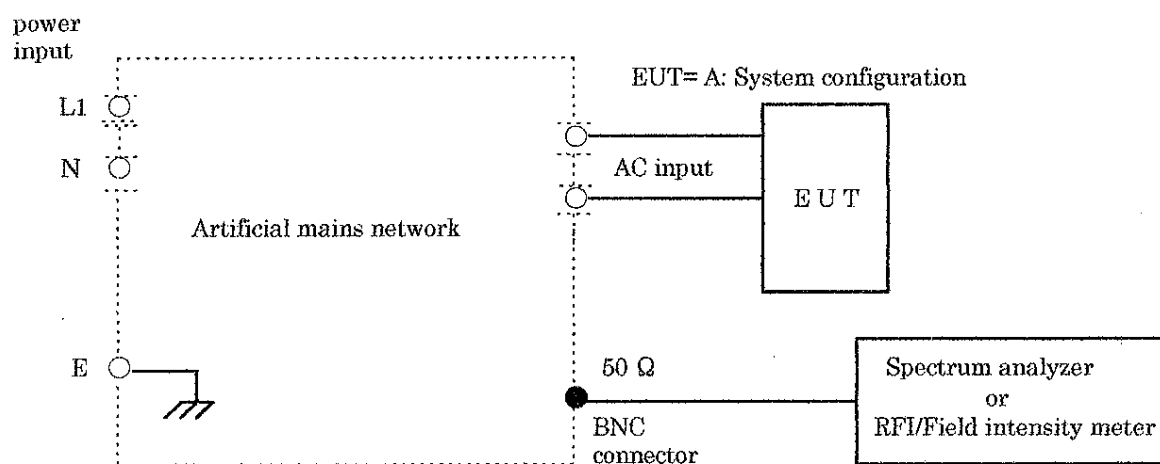 power
input
EUT= A: System configuration
L1
N
AC input
E U T
Artificial mains network
E
50 Ω
BNC
connector
Spectrum analyzer
or
RFI/Field intensity meter